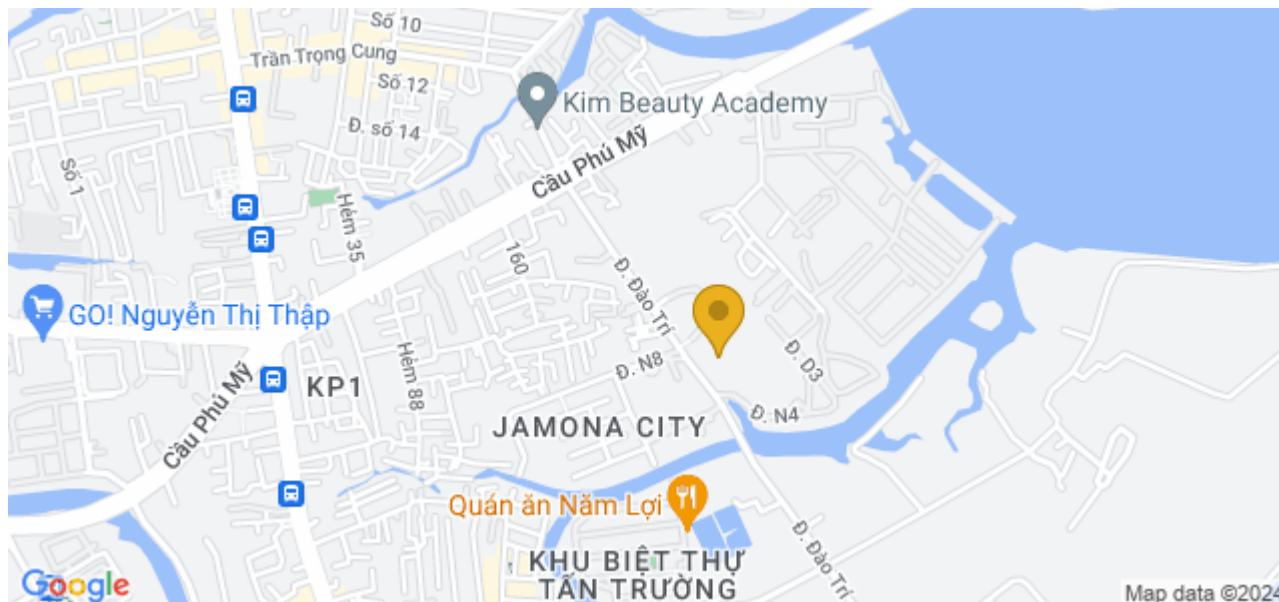 Số 10
Trần Trọng Cung
Số 12
Đ. số 14
Kim Beauty Academy
Cầu Phú Mỹ
Số 1
Hẻm 35
160
Đ. Đào Trí
GO! Nguyễn Thị Thập
Hẻm 88
Đ. N8
Đ. D3
KP1
Cầu Phú Mỹ
JAMONA CITY
Đ. N4
Quán ăn Năm Lợi
Đ. Đào Trí
KHU BIỆT THỰ
TẤN TRƯỜNG
Google
Map data ©2024